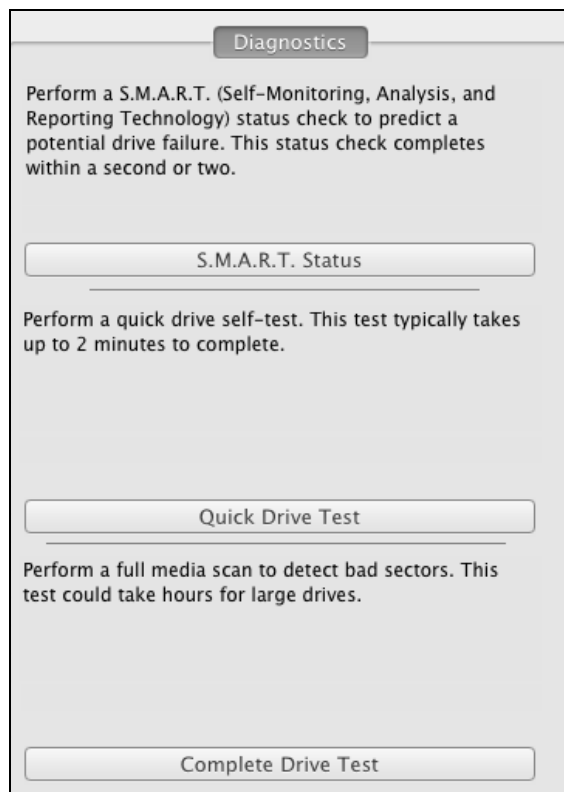 Diagnostics
Perform a S.M.A.R.T. (Self-Monitoring, Analysis, and
Reporting Technology) status check to predict a
potential drive failure. This status check completes
within a second or two.
S.M.A.R.T. Status
Perform a quick drive self-test. This test typically takes
up to 2 minutes to complete.
Quick Drive Test
Perform a full media scan to detect bad sectors. This
test could take hours for large drives.
Complete Drive Test